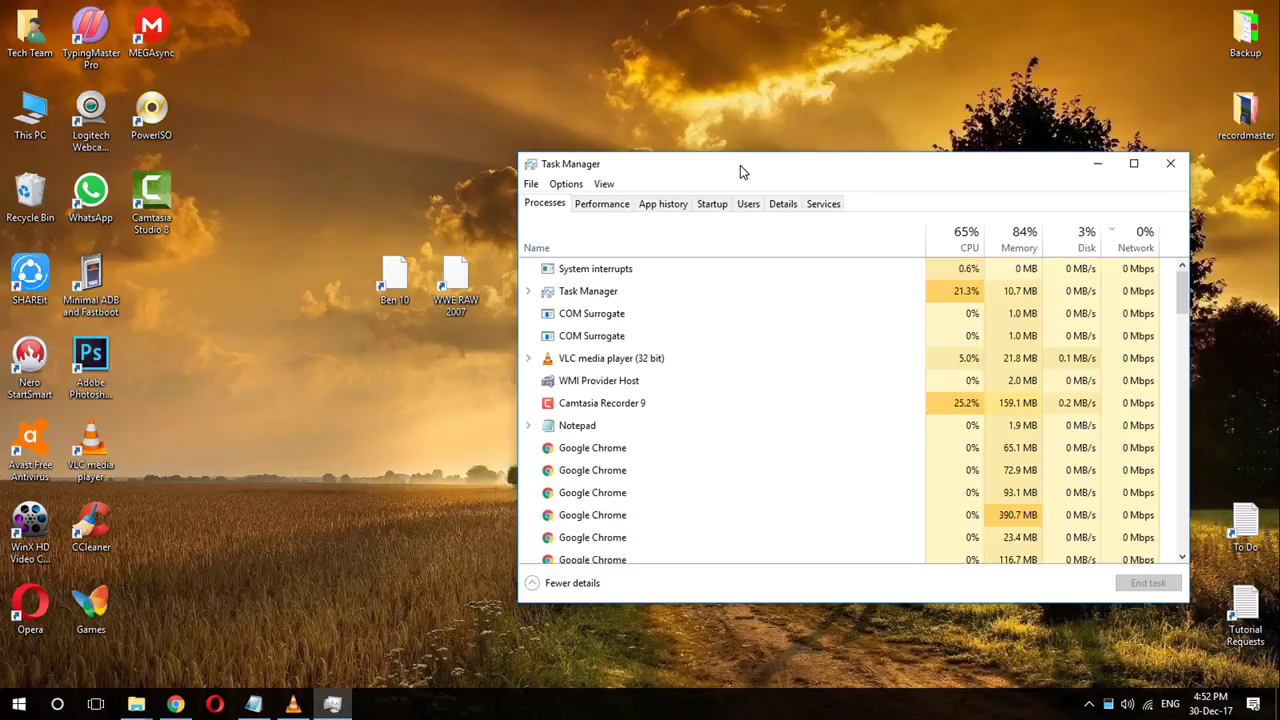 Tech Team
TypingMaster
Pro
MEGAsync
This PC
Logitech
Webca...
PowerISO
Recycle Bin
WhatsApp
Camtasia
Studio 8
SHAREit
Minimal ADB
and Fastboot
Nero
StartSmart
Adobe
Photosh...
Avast Free
Antivirus
VLC media
player
WinX HD
Video C...
CCleaner
Opera
Games
Ben 10
WWE RAW
2007
Backup
recordmaster
To Do
Tutorial
Requests
Task Manager
File Options View
Processes Performance App history Startup Users Details Services
65% 84% 3% 0%
Name CPU Memory Disk Network
System interrupts 0.6% 0 MB 0 MB/s 0 Mbps
Task Manager 21.3% 10.7 MB 0 MB/s 0 Mbps
COM Surrogate 0% 1.0 MB 0 MB/s 0 Mbps
COM Surrogate 0% 1.0 MB 0 MB/s 0 Mbps
VLC media player (32 bit) 5.0% 21.8 MB 0.1 MB/s 0 Mbps
WMI Provider Host 0% 2.0 MB 0 MB/s 0 Mbps
Camtasia Recorder 9 25.2% 159.1 MB 0.2 MB/s 0 Mbps
Notepad 0% 1.9 MB 0 MB/s 0 Mbps
Google Chrome 0% 65.1 MB 0 MB/s 0 Mbps
Google Chrome 0% 72.9 MB 0 MB/s 0 Mbps
Google Chrome 0% 93.1 MB 0 MB/s 0 Mbps
Google Chrome 0% 390.7 MB 0 MB/s 0 Mbps
Google Chrome 0% 23.4 MB 0 MB/s 0 Mbps
Google Chrome 0% 116.7 MB 0 MB/s 0 Mbps
Fewer details End task
ENG
4:52 PM
30-Dec-17